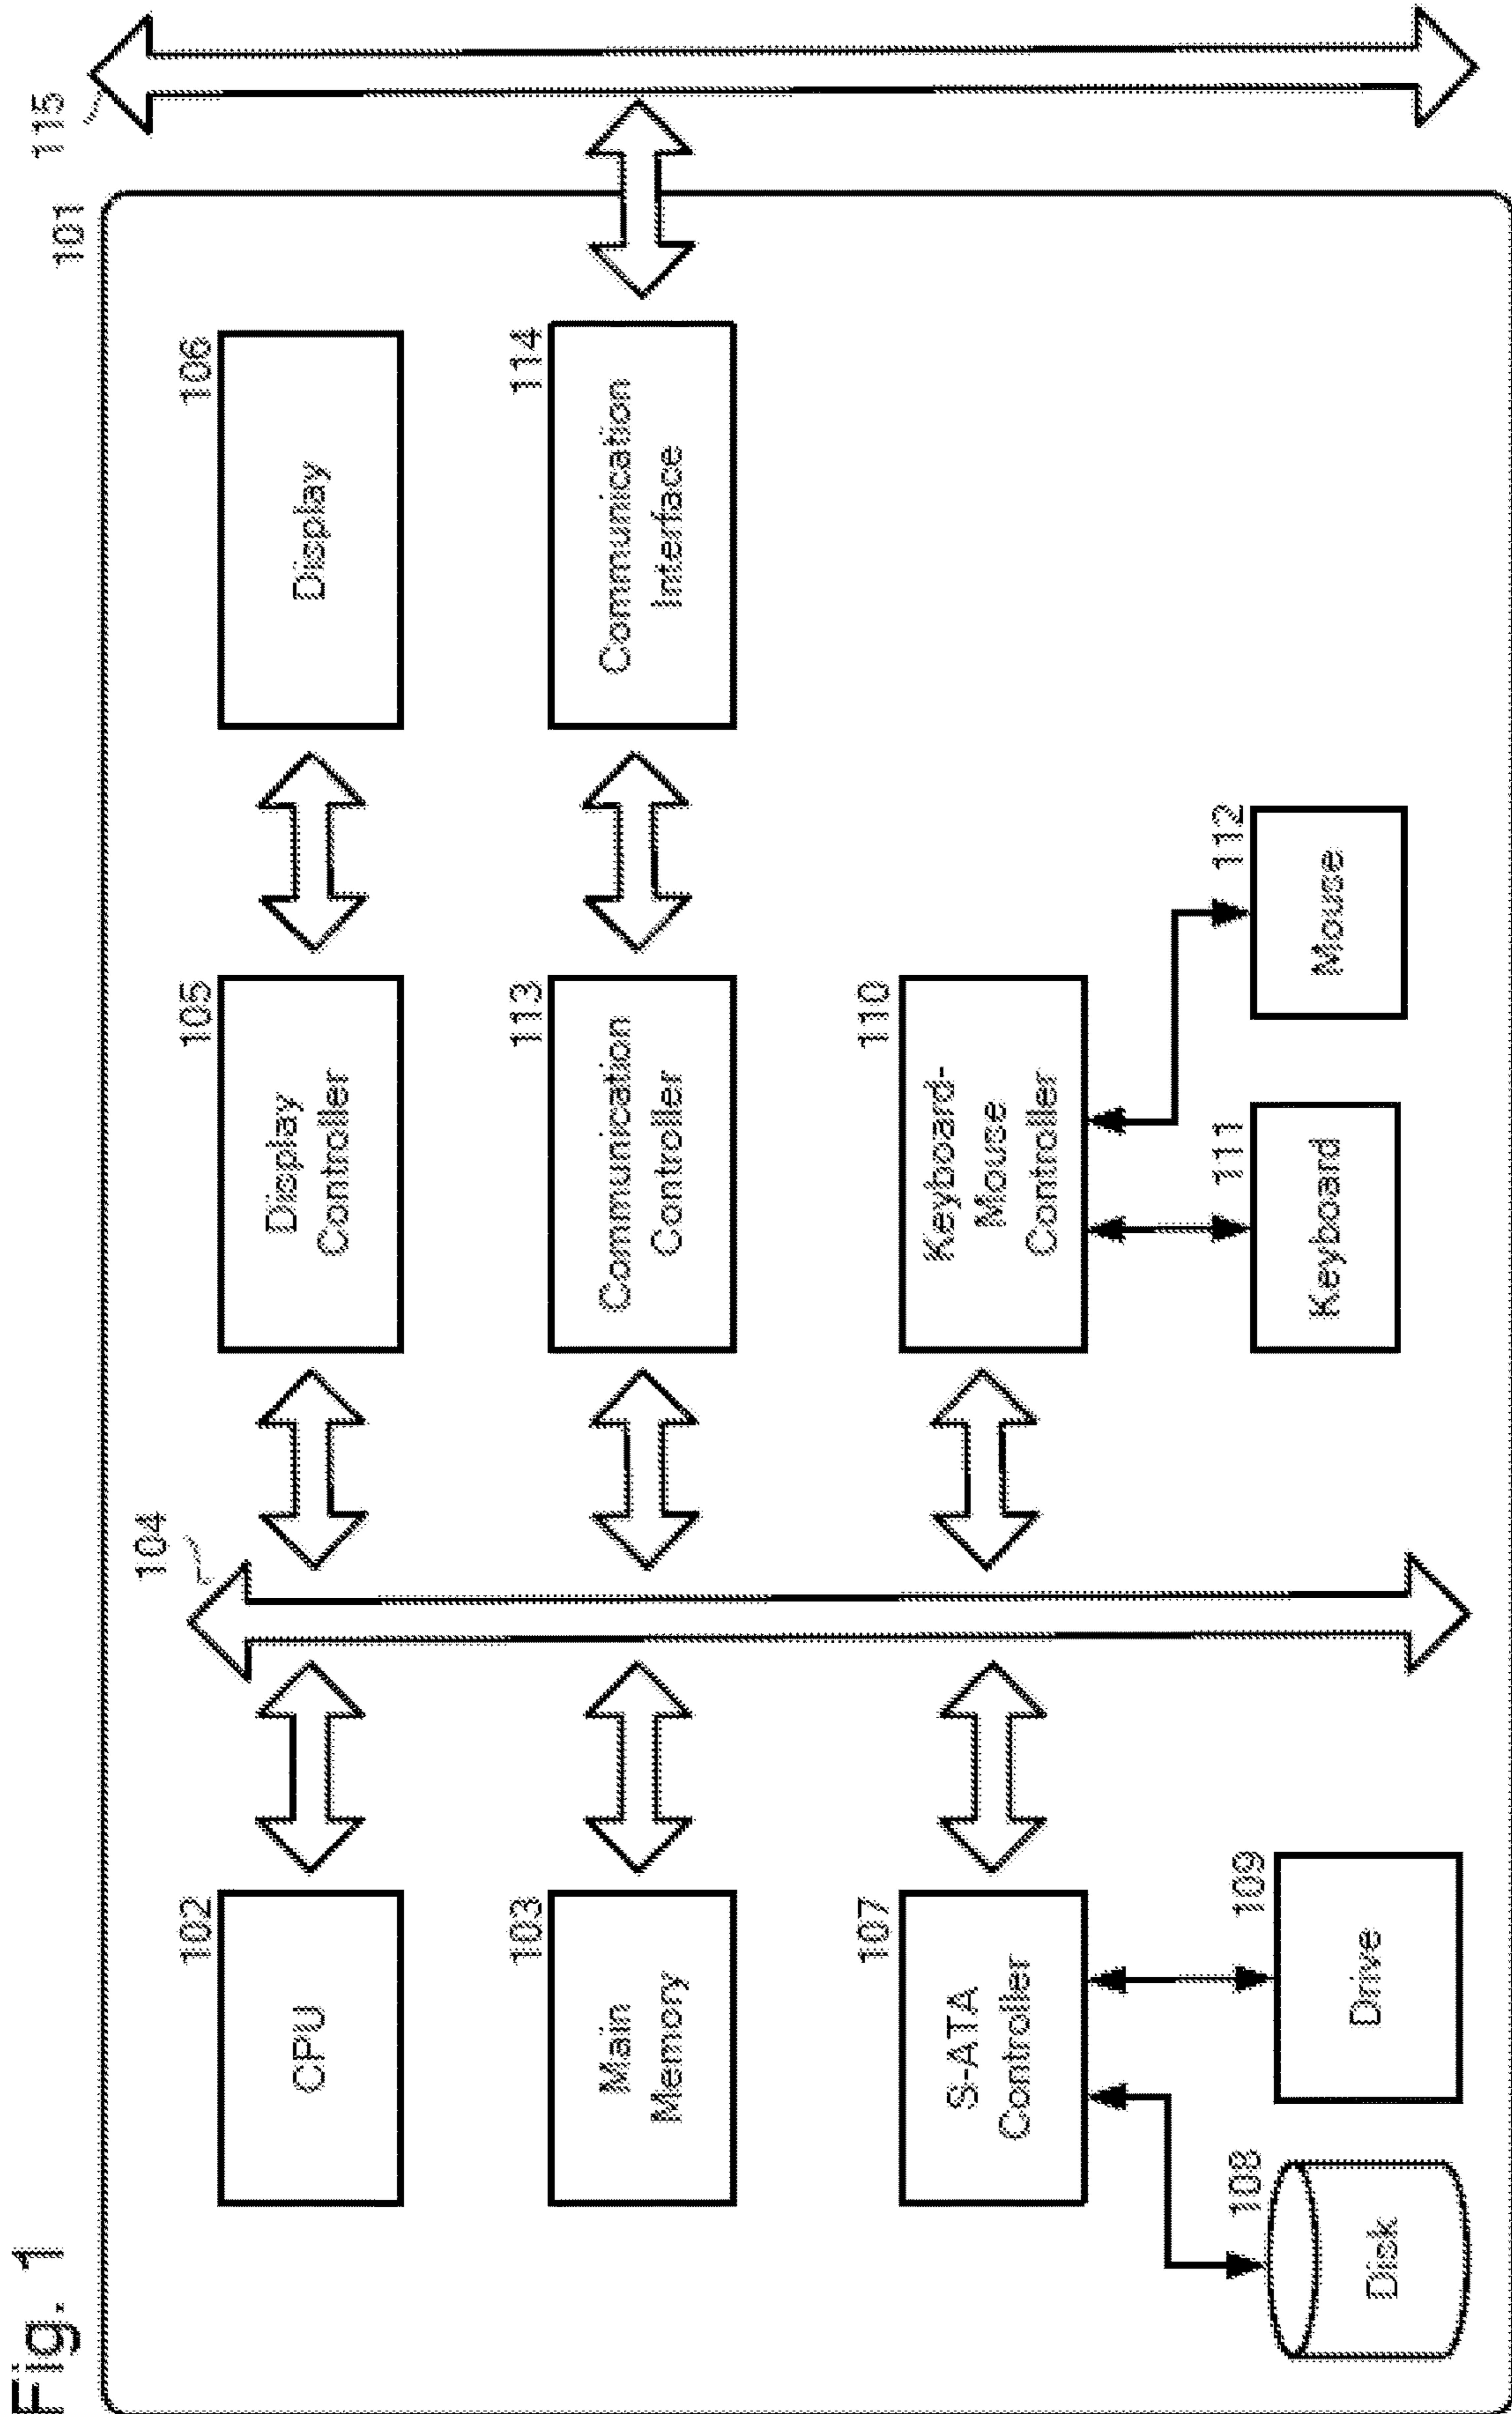 Fig. 1
101
115
104
102
CPU
105
Display
Controller
106
Display
103
Main
Memory
113
Communication
Controller
114
Communication
Interface
107
S-ATA
Controller
110
Keyboard-
Mouse
Controller
108
Disk
109
Drive
111
Keyboard
112
Mouse